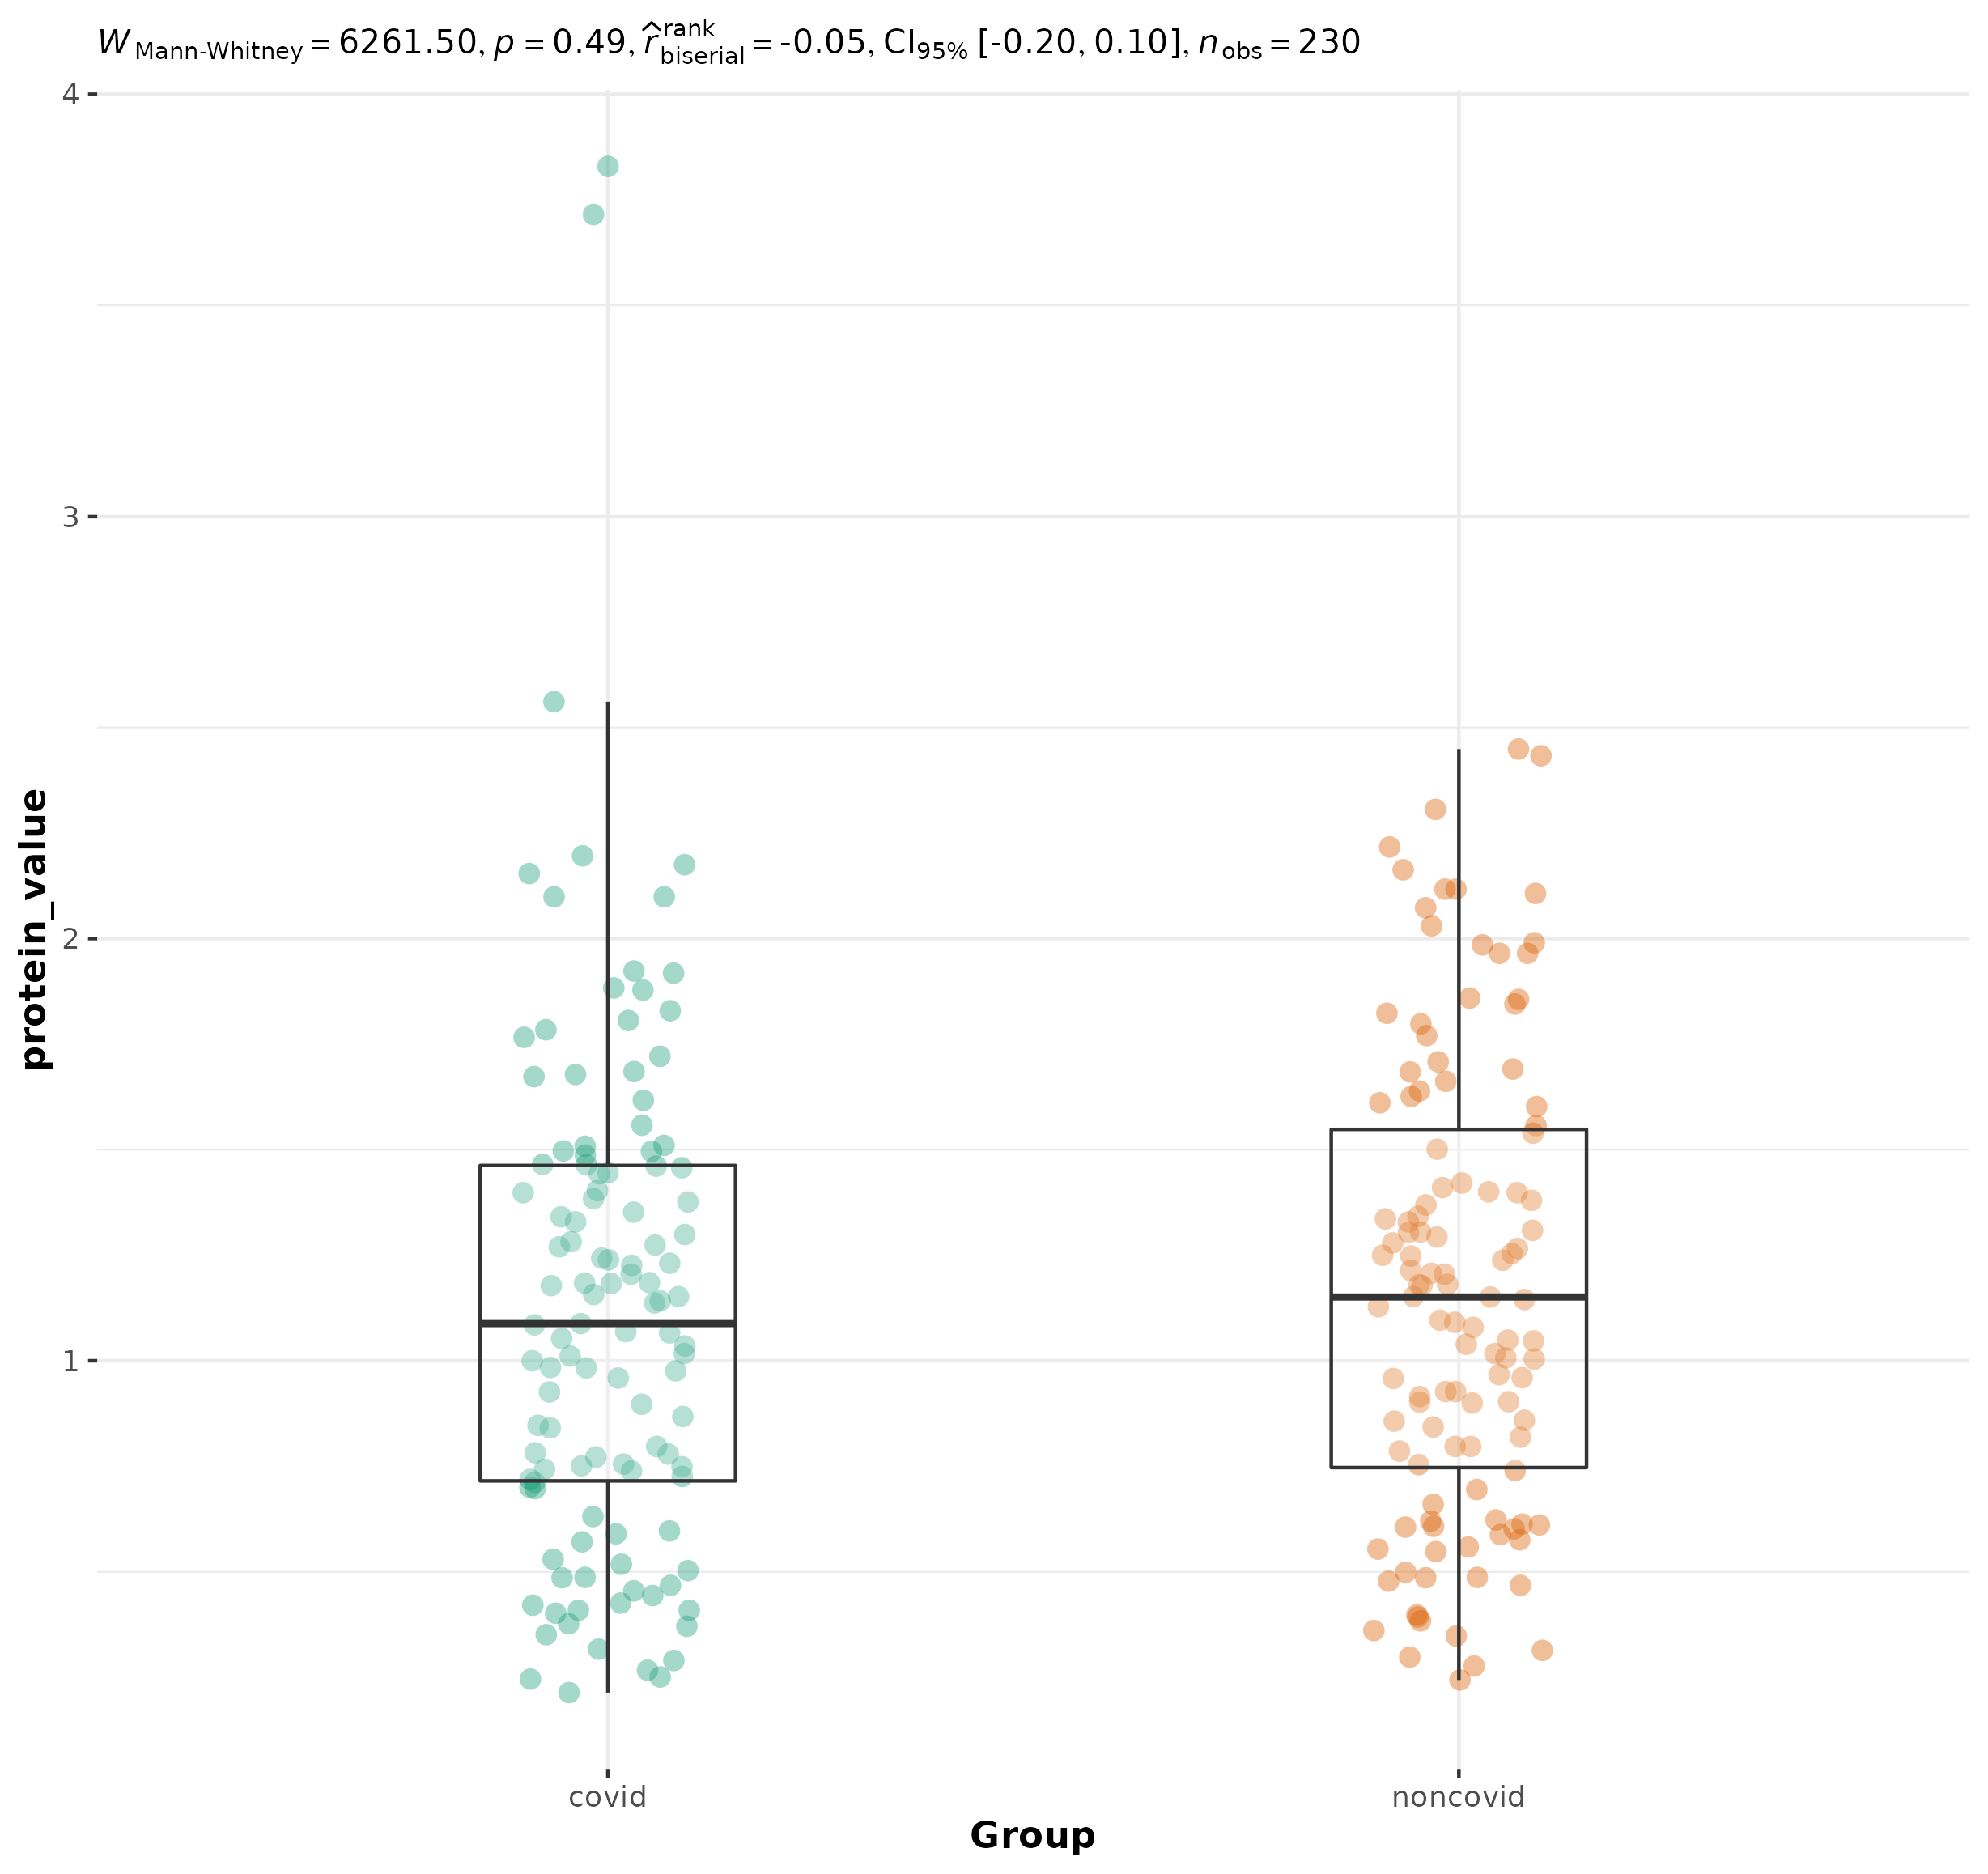 W Mann-Whitney = 6261.50, p = 0.49, r̂ rank biserial = -0.05, CI95% [-0.20, 0.10], nobs = 230
4
3
2
1
protein_value
covid noncovid
Group